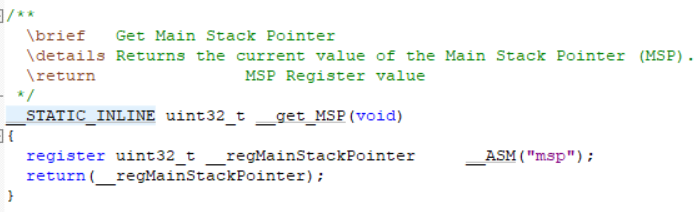 /**
  \brief   Get Main Stack Pointer
  \details Returns the current value of the Main Stack Pointer (MSP).
  \return               MSP Register value
 */
__STATIC_INLINE uint32_t __get_MSP(void)
{
  register uint32_t __regMainStackPointer     __ASM("msp");
  return(__regMainStackPointer);
}